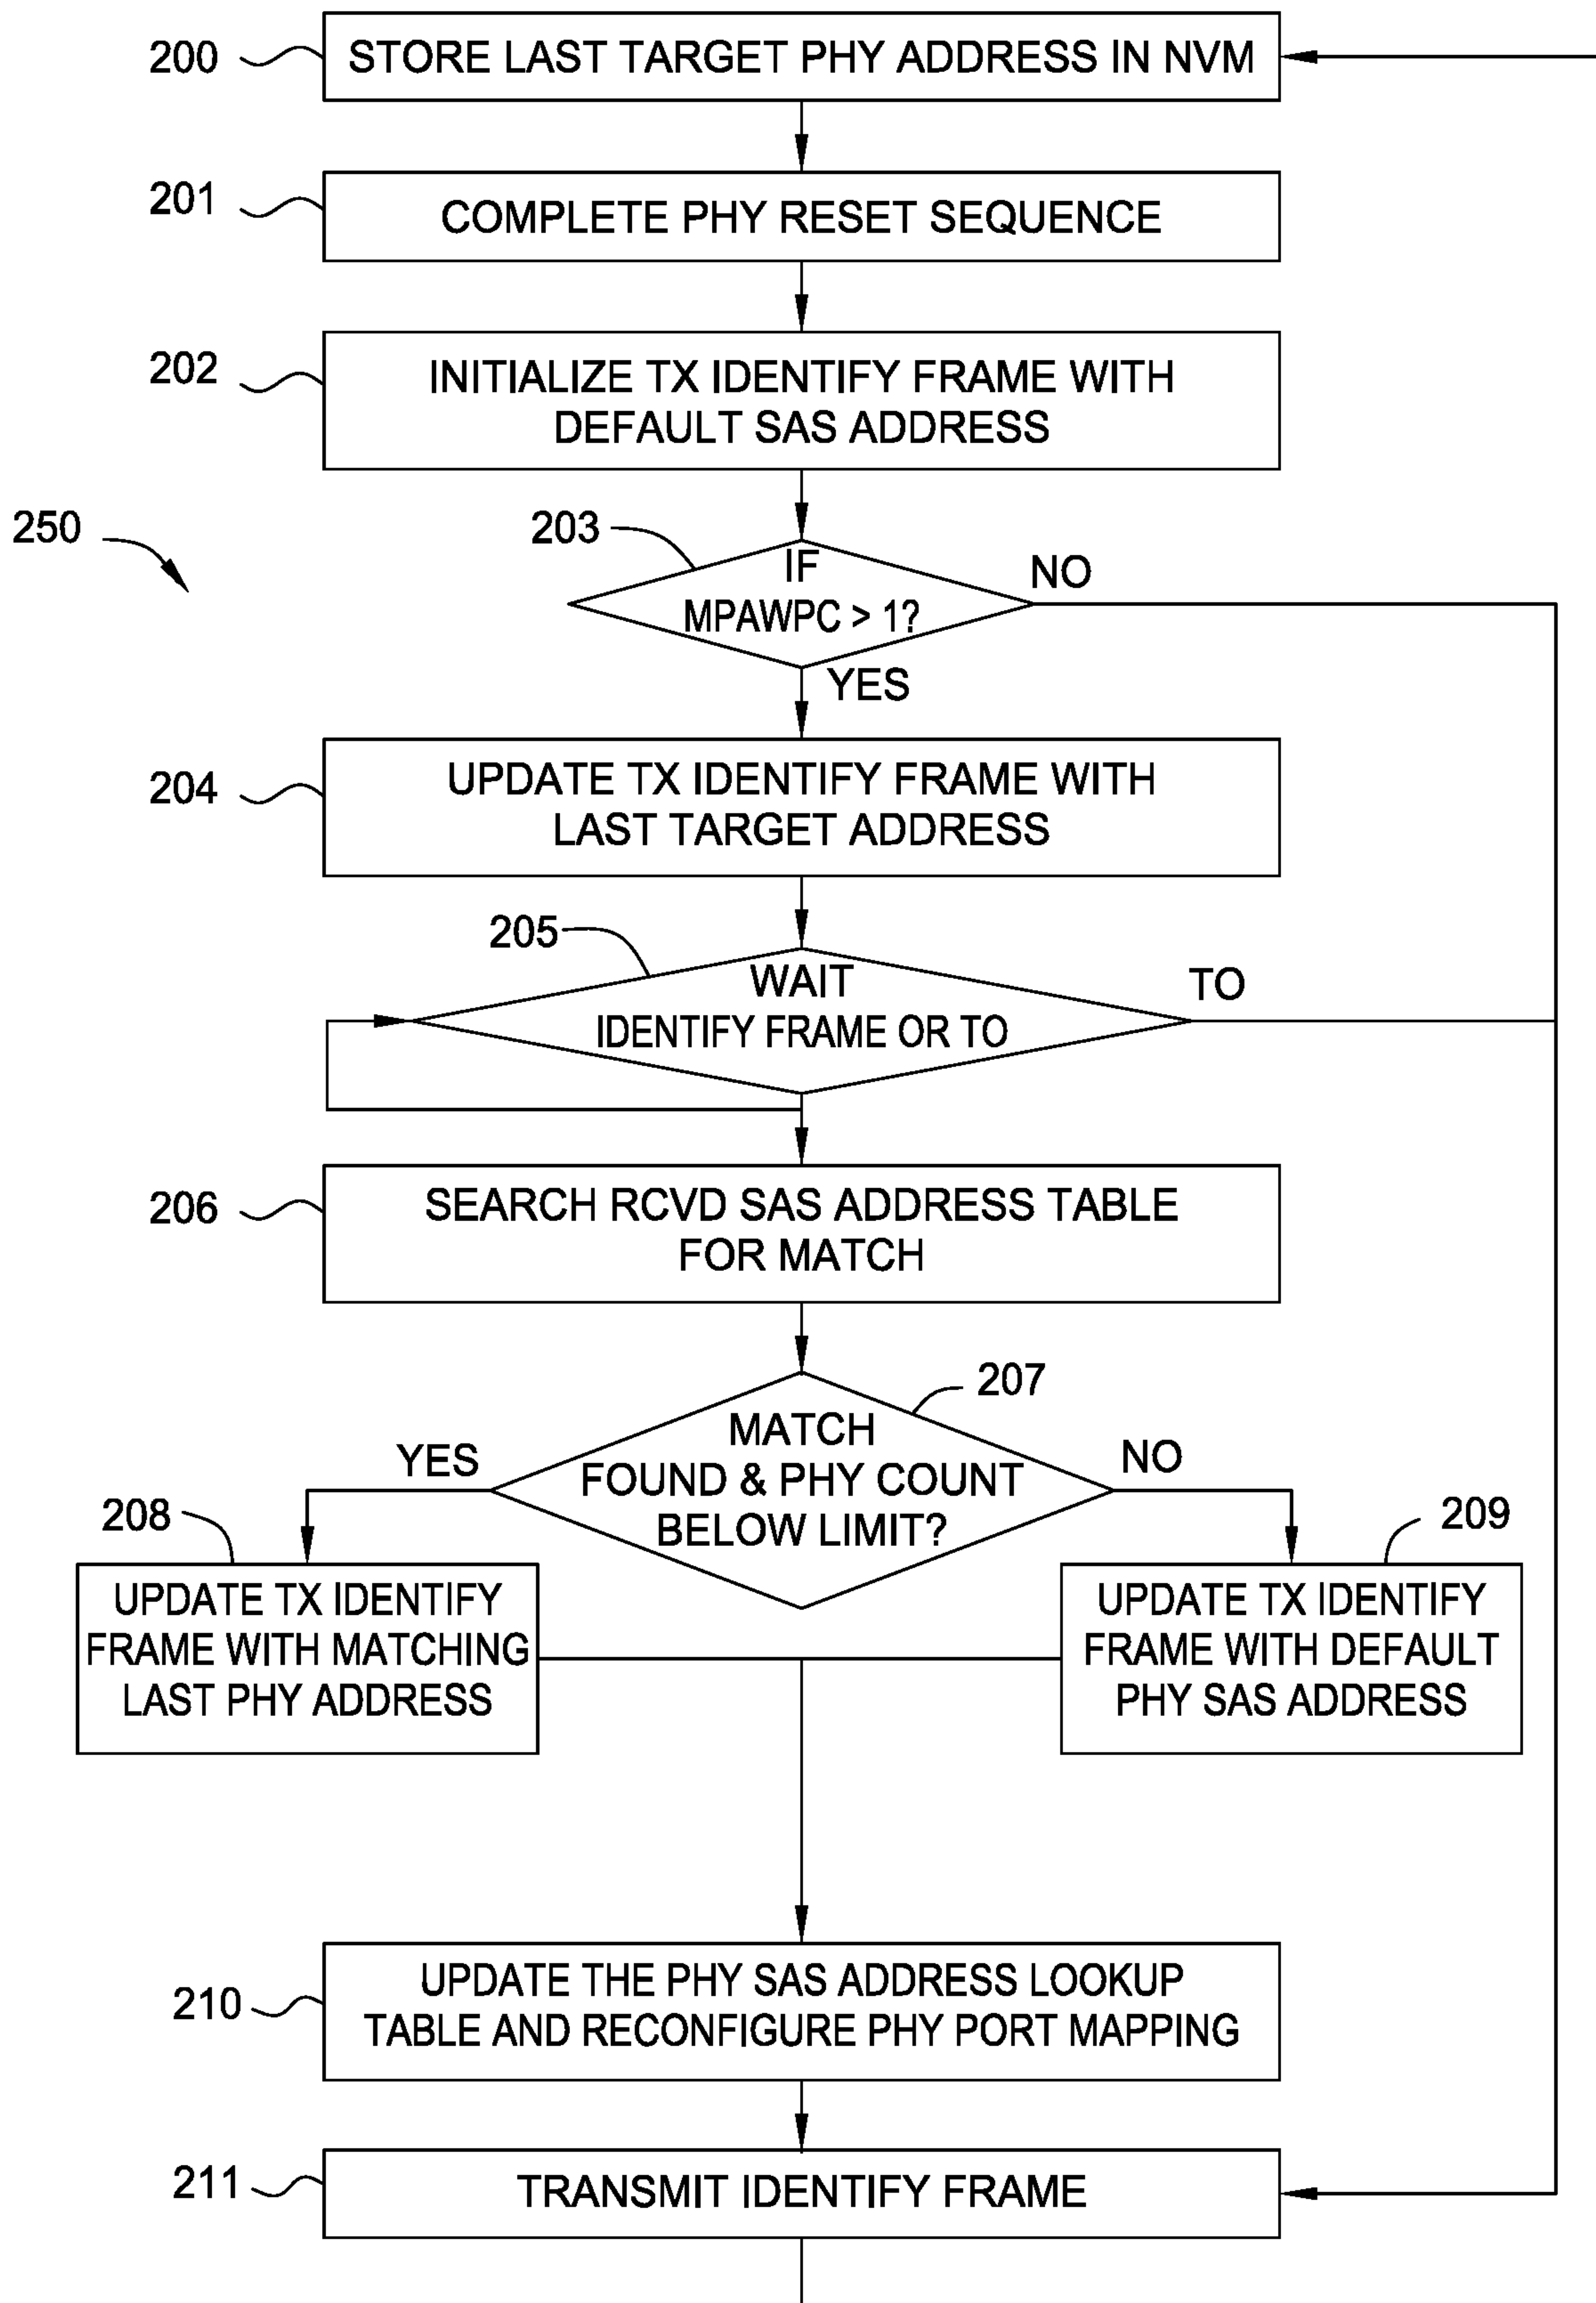 200
STORE LAST TARGET PHY ADDRESS IN NVM
201
COMPLETE PHY RESET SEQUENCE
202
INITIALIZE TX IDENTIFY FRAME WITH
DEFAULT SAS ADDRESS
250
203
IF
MPAWPC > 1?
NO
YES
204
UPDATE TX IDENTIFY FRAME WITH
LAST TARGET ADDRESS
205
WAIT
IDENTIFY FRAME OR TO
TO
206
SEARCH RCVD SAS ADDRESS TABLE
FOR MATCH
207
MATCH
FOUND & PHY COUNT
BELOW LIMIT?
YES
NO
208
UPDATE TX IDENTIFY
FRAME WITH MATCHING
LAST PHY ADDRESS
209
UPDATE TX IDENTIFY
FRAME WITH DEFAULT
PHY SAS ADDRESS
210
UPDATE THE PHY SAS ADDRESS LOOKUP
TABLE AND RECONFIGURE PHY PORT MAPPING
211
TRANSMIT IDENTIFY FRAME